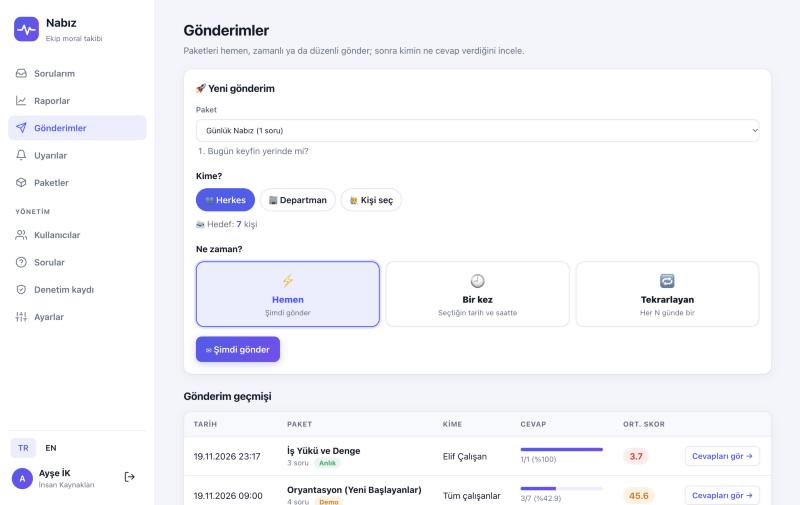 Nabız
Ekip moral takibi
Sorularım
Raporlar
Gönderimler
Uyarılar
Paketler
YÖNETİM
Kullanıcılar
Sorular
Denetim kaydı
Ayarlar
TR EN
A
Ayşe İK
İnsan Kaynakları
Gönderimler
Paketleri hemen, zamanlı ya da düzenli gönder; sonra kimin ne cevap verdiğini incele.
🚀 Yeni gönderim
Paket
Günlük Nabız (1 soru)
1. Bugün keyfin yerinde mi?
Kime?
Herkes Departman Kişi seç
Hedef: 7 kişi
Ne zaman?
⚡
Hemen
Şimdi gönder
Bir kez
Seçtiğin tarih ve saatte
🔁
Tekrarlayan
Her N günde bir
✉ Şimdi gönder
Gönderim geçmişi
TARİH PAKET KİME CEVAP ORT. SKOR
19.11.2026 23:17 İş Yükü ve Denge Elif Çalışan 3.7 Cevapları gör →
3 soru Anlık 1/1 (%100)
19.11.2026 09:00 Oryantasyon (Yeni Başlayanlar) Tüm çalışanlar 45.6 Cevapları gör →
4 soru Demo 3/7 (%42.9)